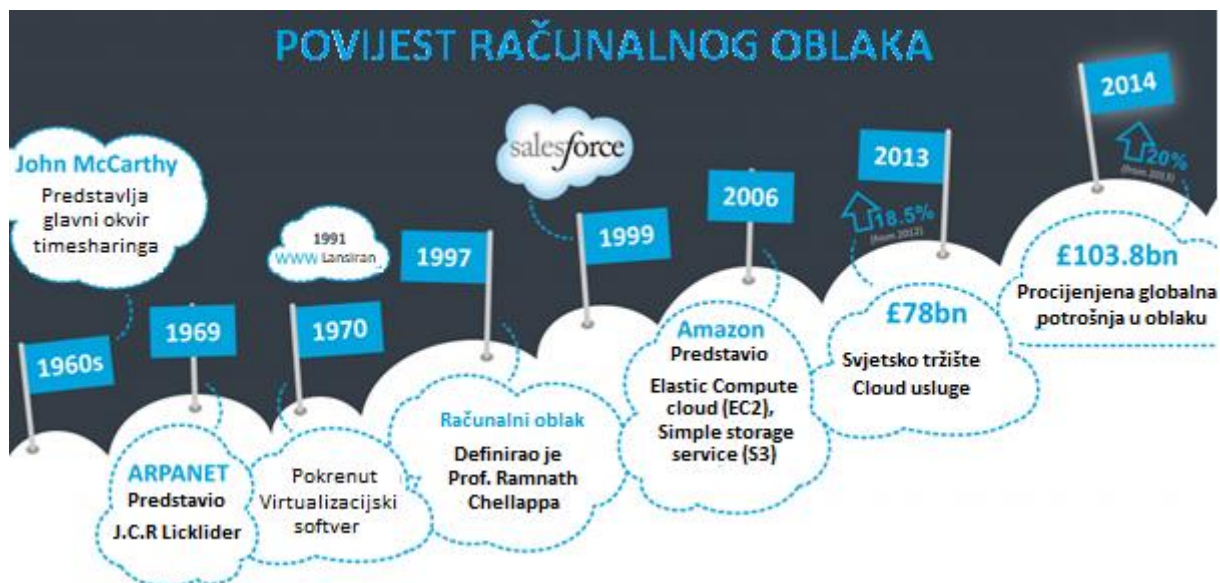 POVIJEST RAČUNALNOG OBLAKA
John McCarthy
Predstavlja
glavni okvir
timesharinga
1960s
1969
ARPANET
Predstavio
J.C.R Licklider
1991
WWW Lansiran
1970
Pokrenut
Virtualizacijski
softver
1997
Računalni oblak
Definirao je
Prof. Ramnath
Chellappa
salesforce
1999
2006
Amazon
Predstavio
Elastic Compute
cloud (EC2),
Simple storage
service (S3)
2013
18.5%
(from 2012)
£78bn
Svjetsko tržište
Cloud usluge
2014
20%
(from 2013)
£103.8bn
Procijenjena globalna
potrošnja u oblaku